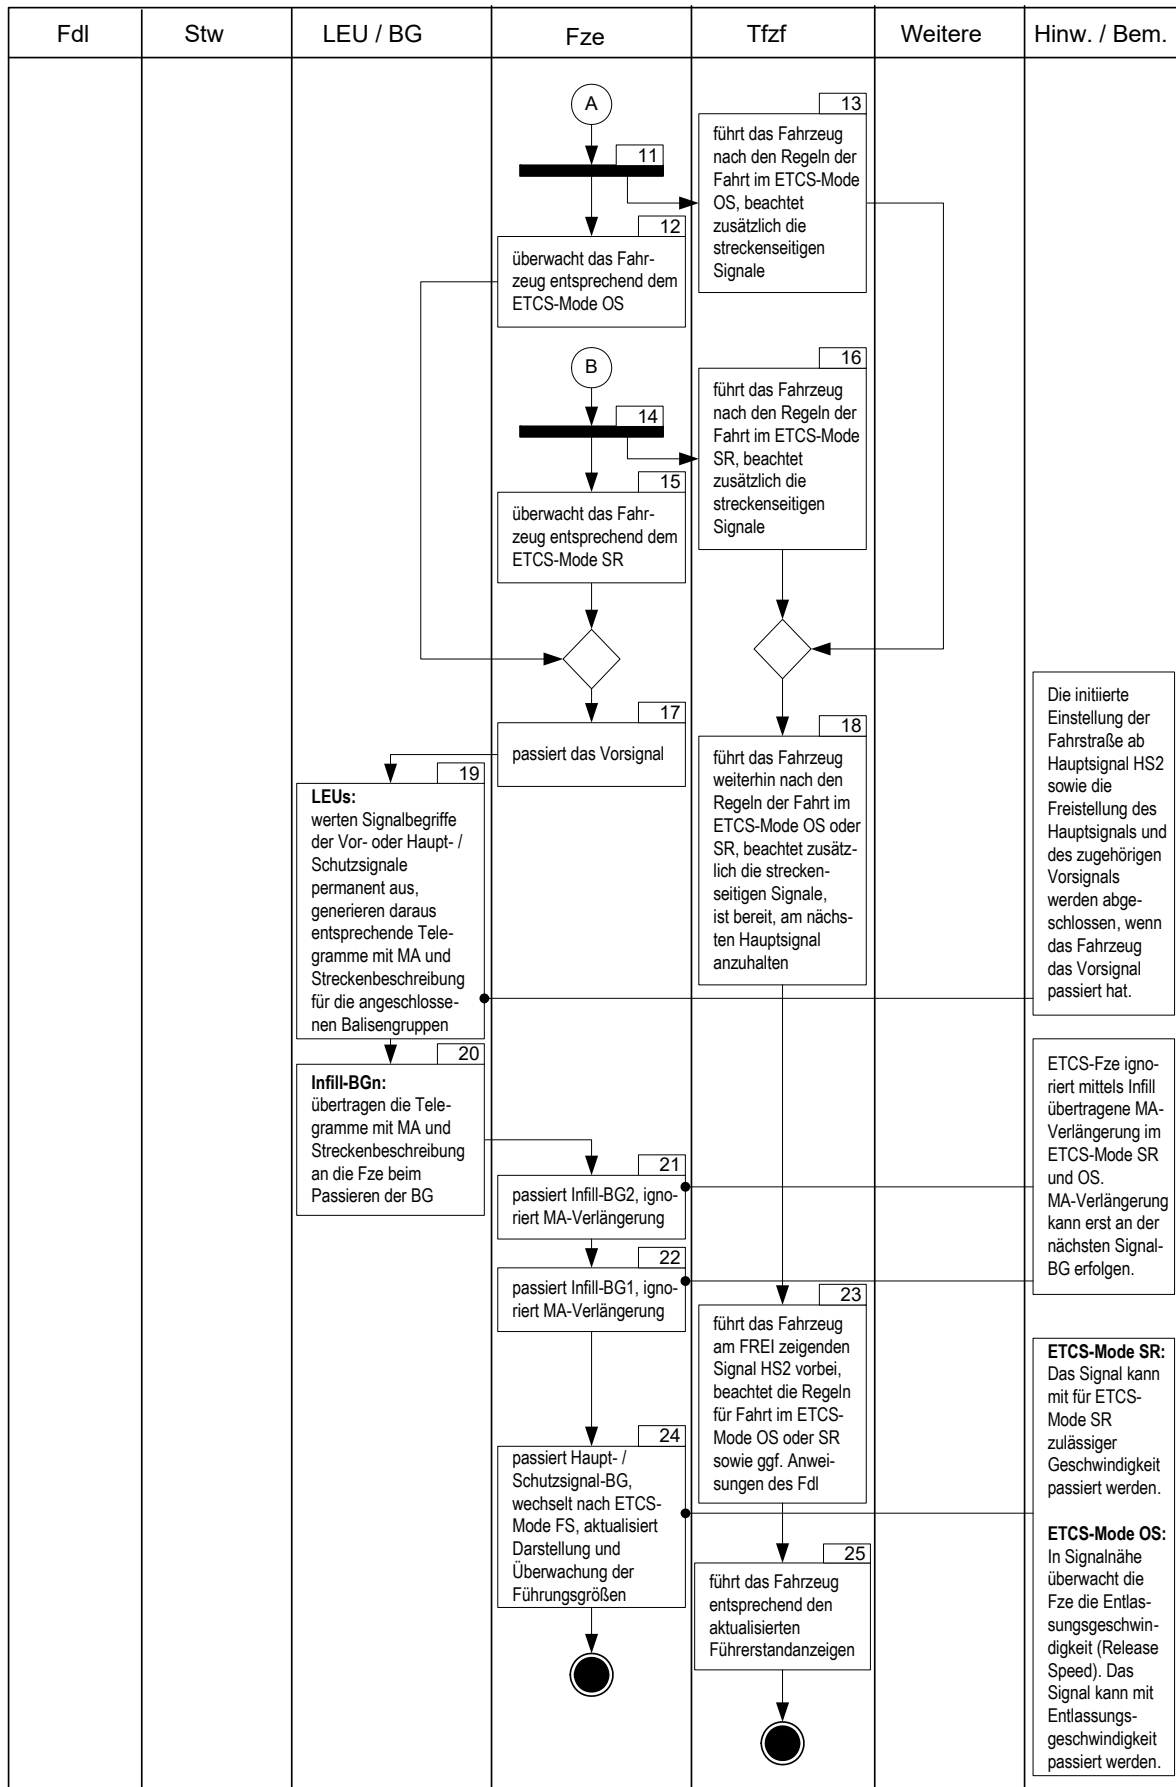 Fdl
Stw
LEU / BG
Fze
Tfzf
Weitere
Hinw. / Bem.
A
11
12
überwacht das Fahr-
zeug entsprechend dem
ETCS-Mode OS
13
führt das Fahrzeug
nach den Regeln der
Fahrt im ETCS-Mode
OS, beachtet
zusätzlich die
streckenseitigen
Signale
B
14
15
überwacht das Fahr-
zeug entsprechend dem
ETCS-Mode SR
16
führt das Fahrzeug
nach den Regeln der
Fahrt im ETCS-Mode
SR, beachtet
zusätzlich die
streckenseitigen
Signale
17
passiert das Vorsignal
18
führt das Fahrzeug
weiterhin nach den
Regeln der Fahrt im
ETCS-Mode OS oder
SR, beachtet zusätz-
lich die strecken-
seitigen Signale,
ist bereit, am nächs-
ten Hauptsignal
anzuhalten
19
LEUs:
werten Signalbegriffe
der Vor- oder Haupt- /
Schutzsignale
permanent aus,
generieren daraus
entsprechende Tele-
gramme mit MA und
Streckenbeschreibung
für die angeschlosse-
nen Balisengruppen
Die initiierte
Einstellung der
Fahrstraße ab
Hauptsignal HS2
sowie die
Freistellung des
Hauptsignals und
des zugehörigen
Vorsignals
werden abge-
schlossen, wenn
das Fahrzeug
das Vorsignal
passiert hat.
20
Infill-BGn:
übertragen die Tele-
gramme mit MA und
Streckenbeschreibung
an die Fze beim
Passieren der BG
21
passiert Infill-BG2, igno-
riert MA-Verlängerung
22
passiert Infill-BG1, igno-
riert MA-Verlängerung
ETCS-Fze igno-
riert mittels Infill
übertragene MA-
Verlängerung im
ETCS-Mode SR
und OS.
MA-Verlängerung
kann erst an der
nächsten Signal-
BG erfolgen.
23
führt das Fahrzeug
am FREI zeigenden
Signal HS2 vorbei,
beachtet die Regeln
für Fahrt im ETCS-
Mode OS oder SR
sowie ggf. Anwei-
sungen des Fdl
24
passiert Haupt- /
Schutzsignal-BG,
wechselt nach ETCS-
Mode FS, aktualisiert
Darstellung und
Überwachung der
Führungsgrößen
25
führt das Fahrzeug
entsprechend den
aktualisierten
Führerstandanzeigen
ETCS-Mode SR:
Das Signal kann
mit für ETCS-
Mode SR
zulässiger
Geschwindigkeit
passiert werden.
ETCS-Mode OS:
In Signalnähe
überwacht die
Fze die Entlas-
sungsgeschwin-
digkeit (Release
Speed). Das
Signal kann mit
Entlassungs-
geschwindigkeit
passiert werden.